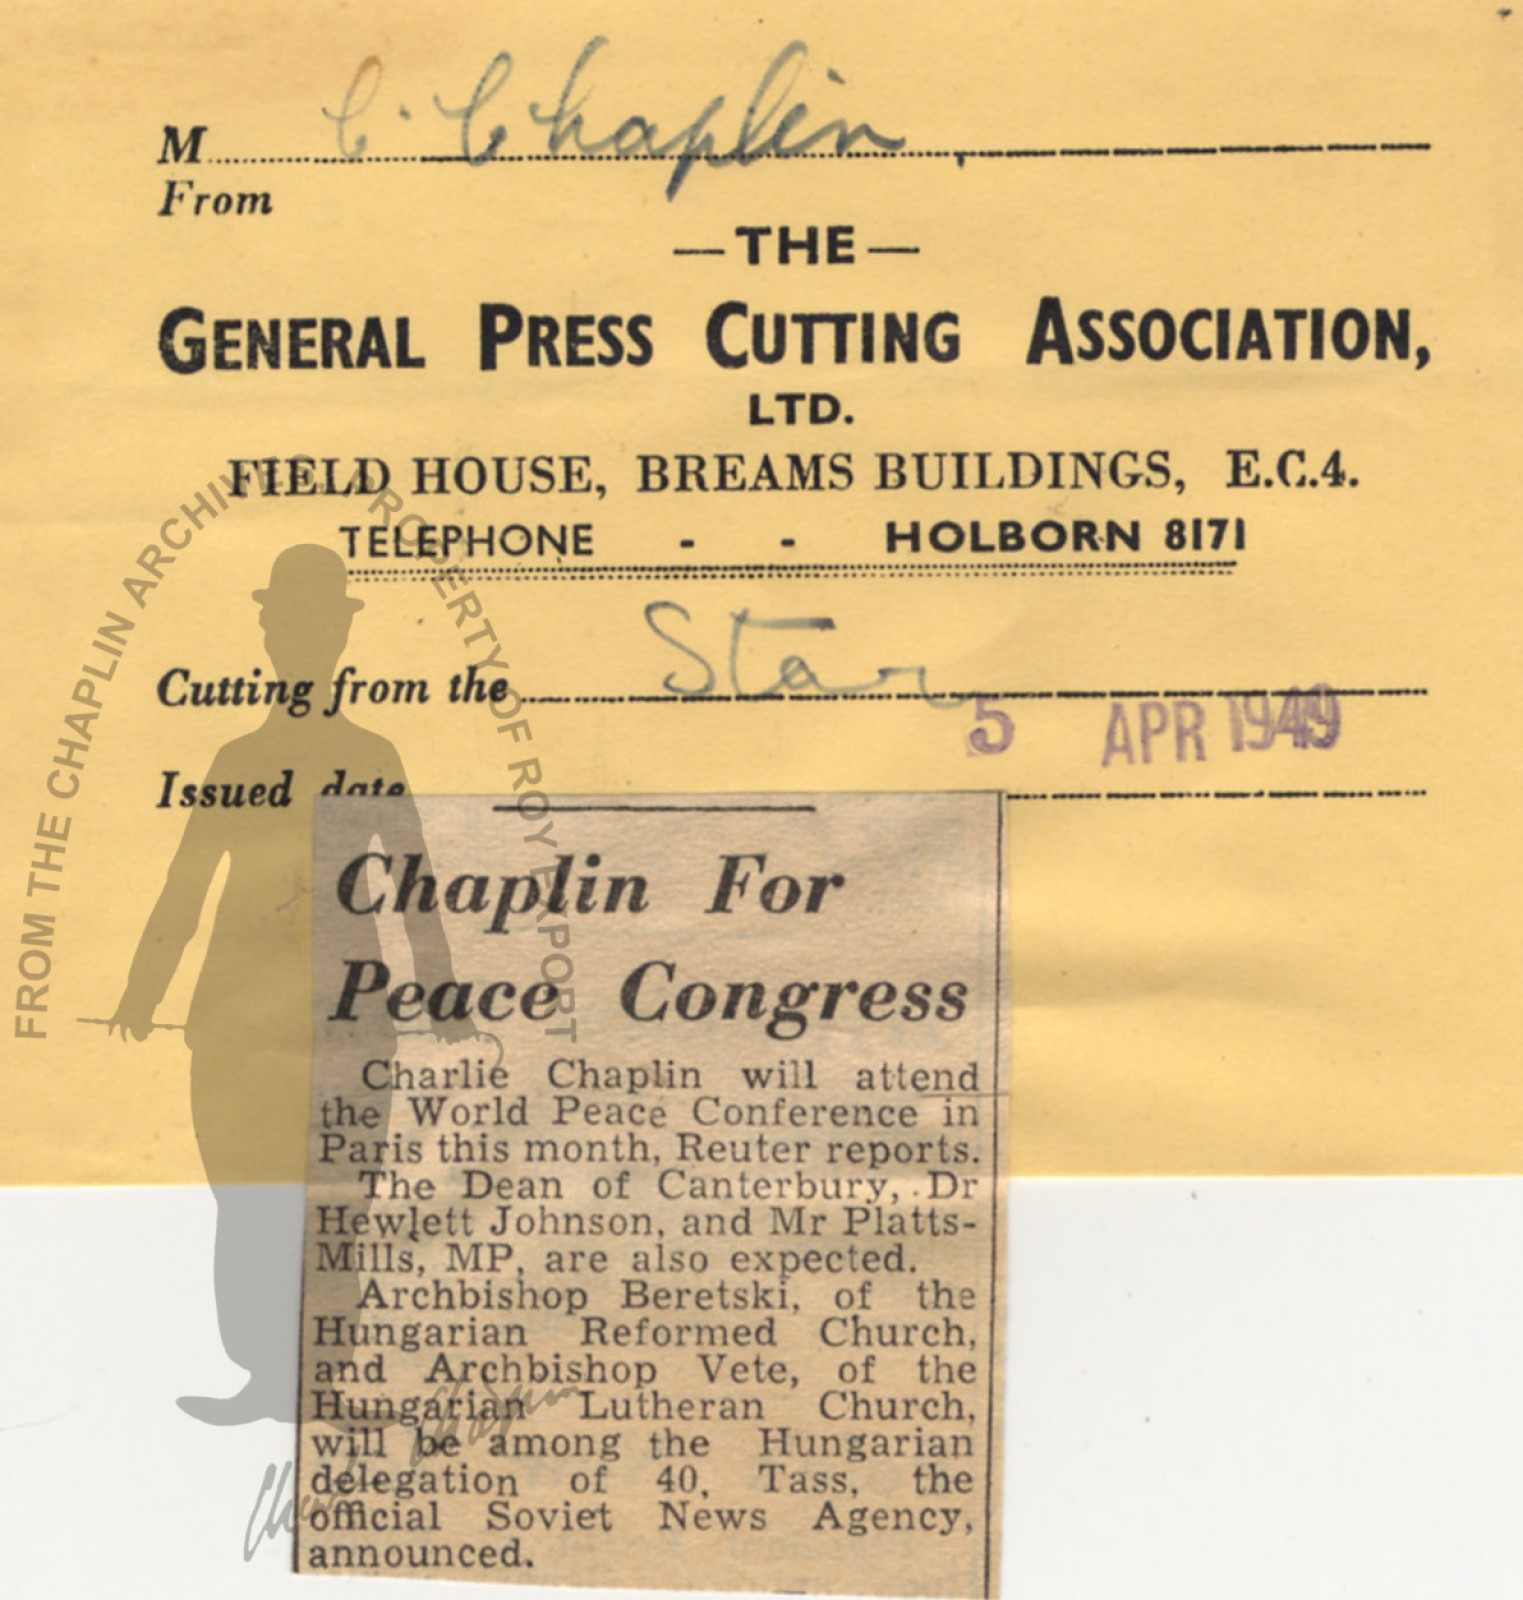 M C. Chaplin
From
— THE —
GENERAL PRESS CUTTING ASSOCIATION,
LTD.
FIELD HOUSE, BREAMS BUILDINGS, E.C.4.
TELEPHONE - - HOLBORN 8171
Cutting from the Star
5 APR 1949
Issued date
Chaplin For
Peace Congress
Charlie Chaplin will attend
the World Peace Conference in
Paris this month, Reuter reports.
The Dean of Canterbury, Dr
Hewlett Johnson, and Mr Platts-
Mills, MP, are also expected.
Archbishop Beretski, of the
Hungarian Reformed Church,
and Archbishop Vete, of the
Hungarian Lutheran Church,
will be among the Hungarian
delegation of 40, Tass, the
official Soviet News Agency,
announced.
FROM THE CHAPLIN ARCHIVES PROPERTY OF ROY EXPORT
Chaplin